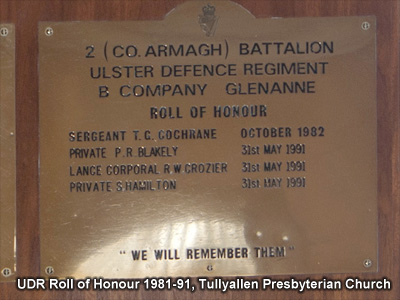 2 (CO. ARMAGH) BATTALION
ULSTER DEFENCE REGIMENT
B COMPANY GLENANNE
ROLL OF HONOUR
SERGEANT T. G. COCHRANE OCTOBER 1982
PRIVATE P.R. BLAKELY 31st MAY 1991
LANCE CORPORAL R W CROZIER 31st MAY 1991
PRIVATE S HAMILTON 31st MAY 1991
"WE WILL REMEMBER THEM"
UDR Roll of Honour 1981-91, Tullyallen Presbyterian Church